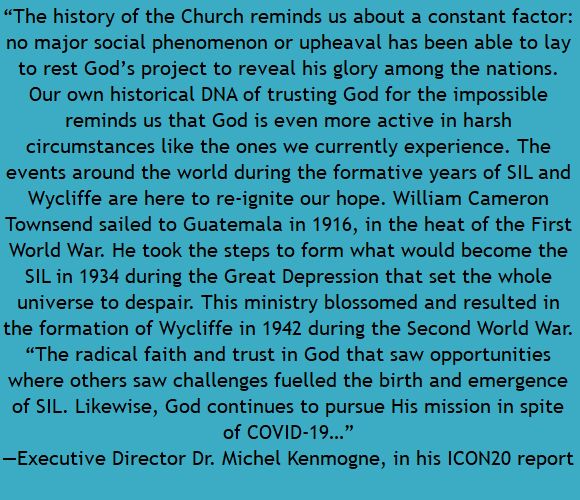 “The history of the Church reminds us about a constant factor:
no major social phenomenon or upheaval has been able to lay
to rest God’s project to reveal his glory among the nations.
Our own historical DNA of trusting God for the impossible
reminds us that God is even more active in harsh
circumstances like the ones we currently experience. The
events around the world during the formative years of SIL and
Wycliffe are here to re-ignite our hope. William Cameron
Townsend sailed to Guatemala in 1916, in the heat of the First
World War. He took the steps to form what would become the
SIL in 1934 during the Great Depression that set the whole
universe to despair. This ministry blossomed and resulted in
the formation of Wycliffe in 1942 during the Second World War.
“The radical faith and trust in God that saw opportunities
where others saw challenges fuelled the birth and emergence
of SIL. Likewise, God continues to pursue His mission in spite
of COVID-19…”
—Executive Director Dr. Michel Kenmogne, in his ICON20 report